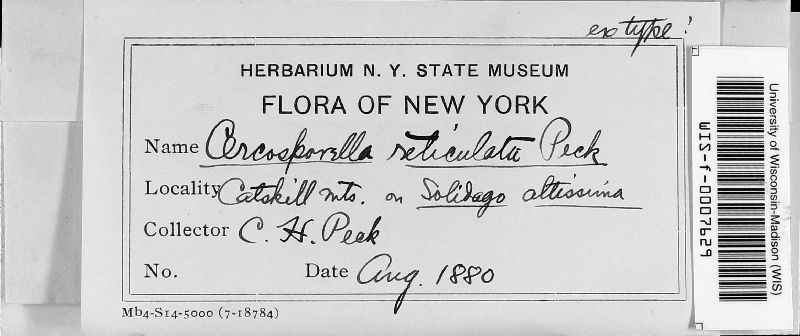 ex type!
HERBARIUM N. Y. STATE MUSEUM
FLORA OF NEW YORK
Name Cercosporella reticulata Peck
Locality Catskill Mts. on Solidago altissima
Collector C. H. Peck
No. Date Aug. 1880
Mb4-S14-5000 (7-18784)
University of Wisconsin-Madison (WIS)
WIS-f-0007629